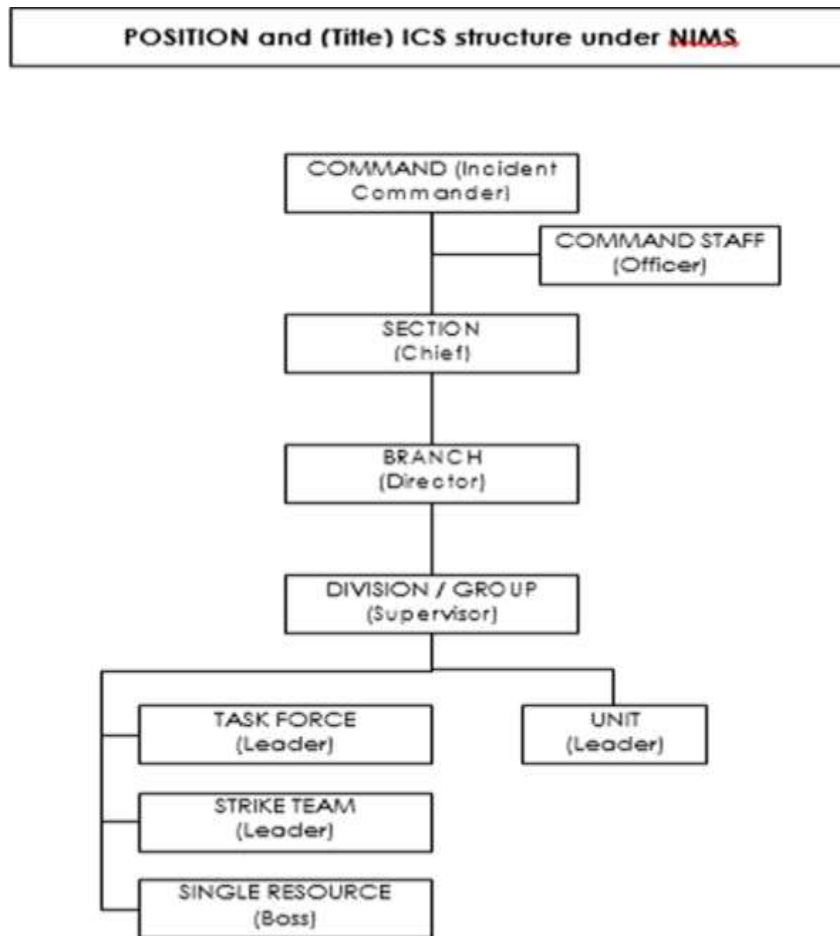 POSITION and (Title) ICS structure under NIMS
COMMAND (Incident
Commander)
COMMAND STAFF
(Officer)
SECTION
(Chief)
BRANCH
(Director)
DIVISION / GROUP
(Supervisor)
TASK FORCE
(Leader)
UNIT
(Leader)
STRIKE TEAM
(Leader)
SINGLE RESOURCE
(Boss)